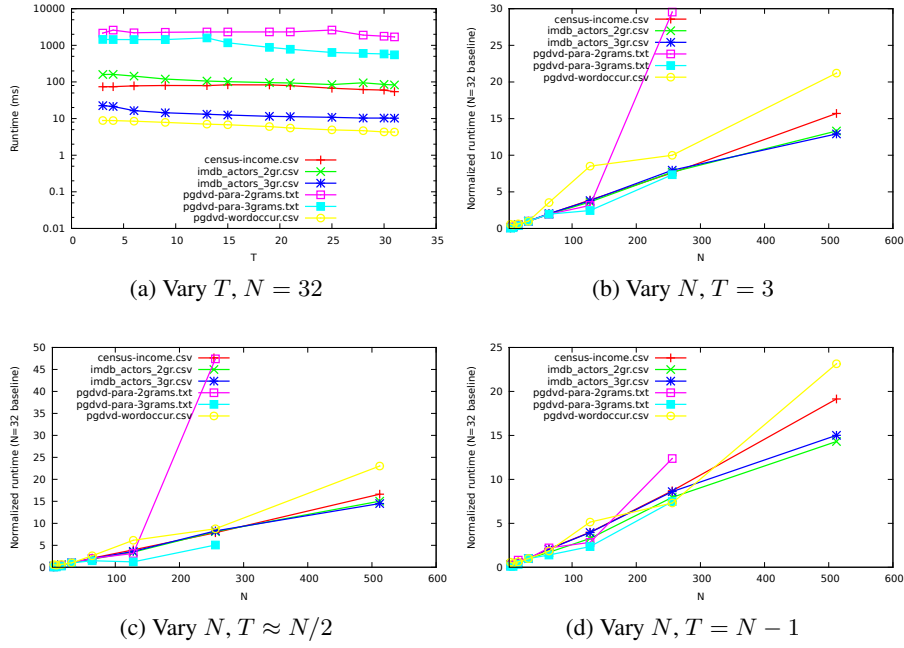 10000
1000
100
10
1
0.1
0.01
Runtime (ms)
census-income.csv
imdb_actors_2gr.csv
imdb_actors_3gr.csv
pgdvd-para-2grams.txt
pgdvd-para-3grams.txt
pgdvd-wordoccur.csv
0 5 10 15 20 25 30 35
T
(a) Vary T, N = 32
30
25
20
15
10
5
0
Normalized runtime (N=32 baseline)
census-income.csv
imdb_actors_2gr.csv
imdb_actors_3gr.csv
pgdvd-para-2grams.txt
pgdvd-para-3grams.txt
pgdvd-wordoccur.csv
0 100 200 300 400 500 600
N
(b) Vary N, T = 3
50
45
40
35
30
25
20
15
10
5
0
Normalized runtime (N=32 baseline)
census-income.csv
imdb_actors_2gr.csv
imdb_actors_3gr.csv
pgdvd-para-2grams.txt
pgdvd-para-3grams.txt
pgdvd-wordoccur.csv
0 100 200 300 400 500 600
N
(c) Vary N, T ≈ N/2
25
20
15
10
5
0
Normalized runtime (N=32 baseline)
census-income.csv
imdb_actors_2gr.csv
imdb_actors_3gr.csv
pgdvd-para-2grams.txt
pgdvd-para-3grams.txt
pgdvd-wordoccur.csv
0 100 200 300 400 500 600
N
(d) Vary N, T = N − 1